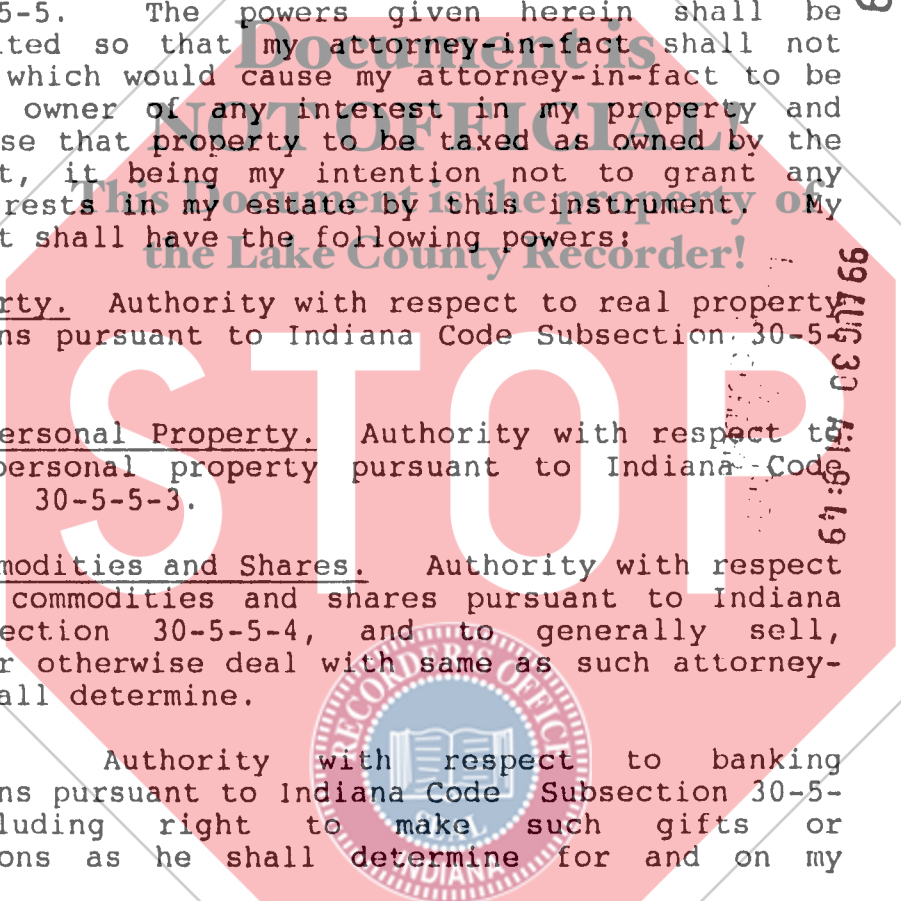 5-5. The powers given herein shall be
ted so that my attorney-in-fact shall not
Document is
which would cause my attorney-in-fact to be
owner of any interest in my property and
NOT OFFICIAL!
se that property to be taxed as owned by the
t, it being my intention not to grant any
This Document is the property of
rests in my estate by this instrument. My
t shall have the following powers:
the Lake County Recorder!
rty. Authority with respect to real property
ns pursuant to Indiana Code Subsection 30-5-
STOP
ersonal Property. Authority with respect to
personal property pursuant to Indiana Code
30-5-5-3.
99 AUG 30 8:49
modities and Shares. Authority with respect
commodities and shares pursuant to Indiana
ection 30-5-5-4, and to generally sell,
r otherwise deal with same as such attorney-
all determine.
RECORDER'S OFFICE
SEAL
INDIANA
Authority with respect to banking
ns pursuant to Indiana Code Subsection 30-5-
luding right to make such gifts or
ons as he shall determine for and on my